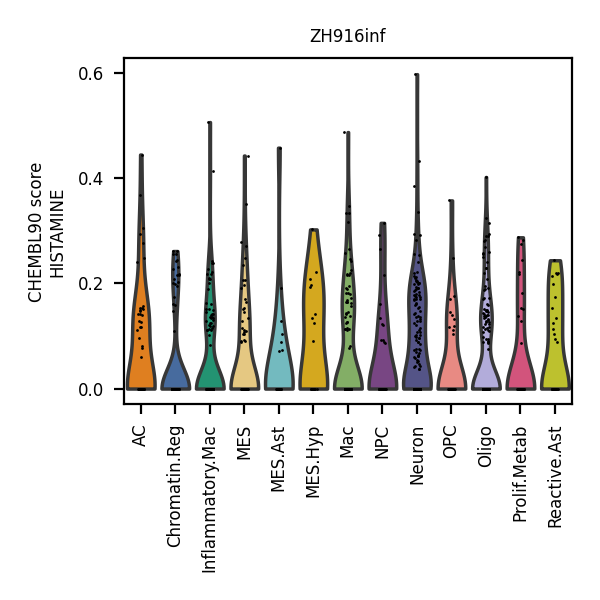 ZH916inf
CHEMBL90 score
HISTAMINE
0.6
0.4
0.2
0.0
AC
Chromatin.Reg
Inflammatory.Mac
MES
MES.Ast
MES.Hyp
Mac
NPC
Neuron
OPC
Oligo
Prolif.Metab
Reactive.Ast